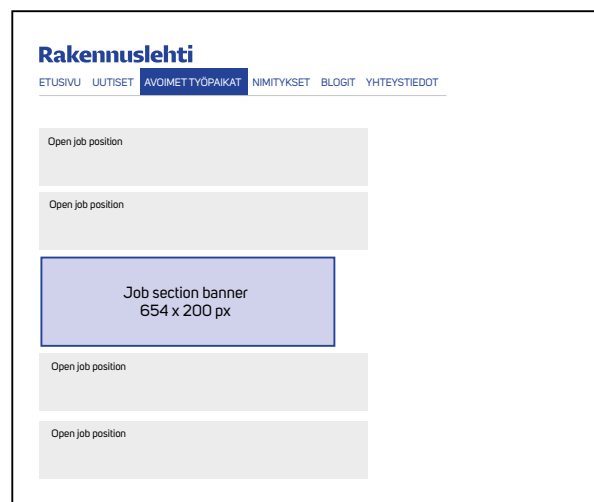 Rakennuslehti
ETUSIVU UUTISET AVOIMET TYÖPAIKAT NIMITYKSET BLOGIT YHTEYSTIEDOT
Open job position
Open job position
Job section banner
654 x 200 px
Open job position
Open job position